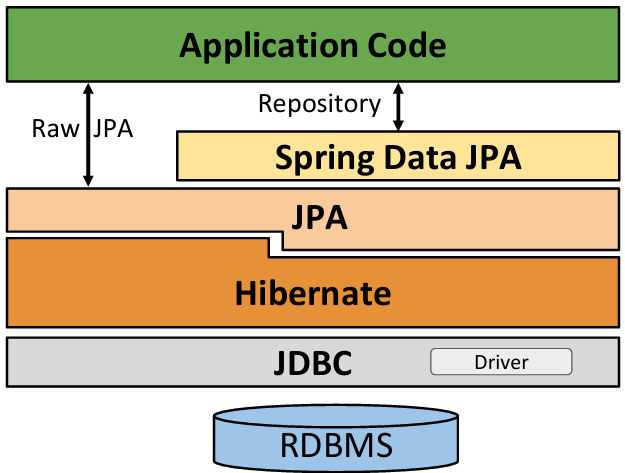 Application Code
Repository
Raw JPA
Spring Data JPA
JPA
Hibernate
JDBC
Driver
RDBMS